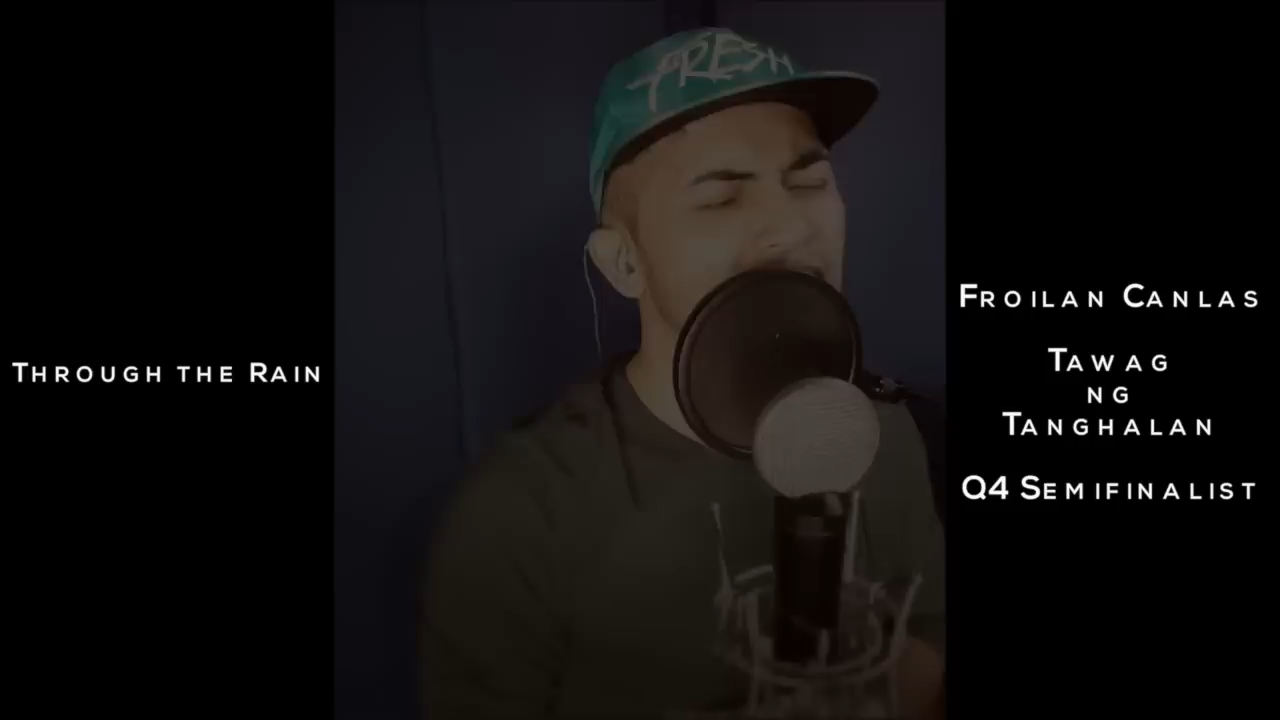 FRESH
THROUGH THE RAIN
FROILAN CANLAS
TAWAG
NG
TANGHALAN
Q4 SEMIFINALIST